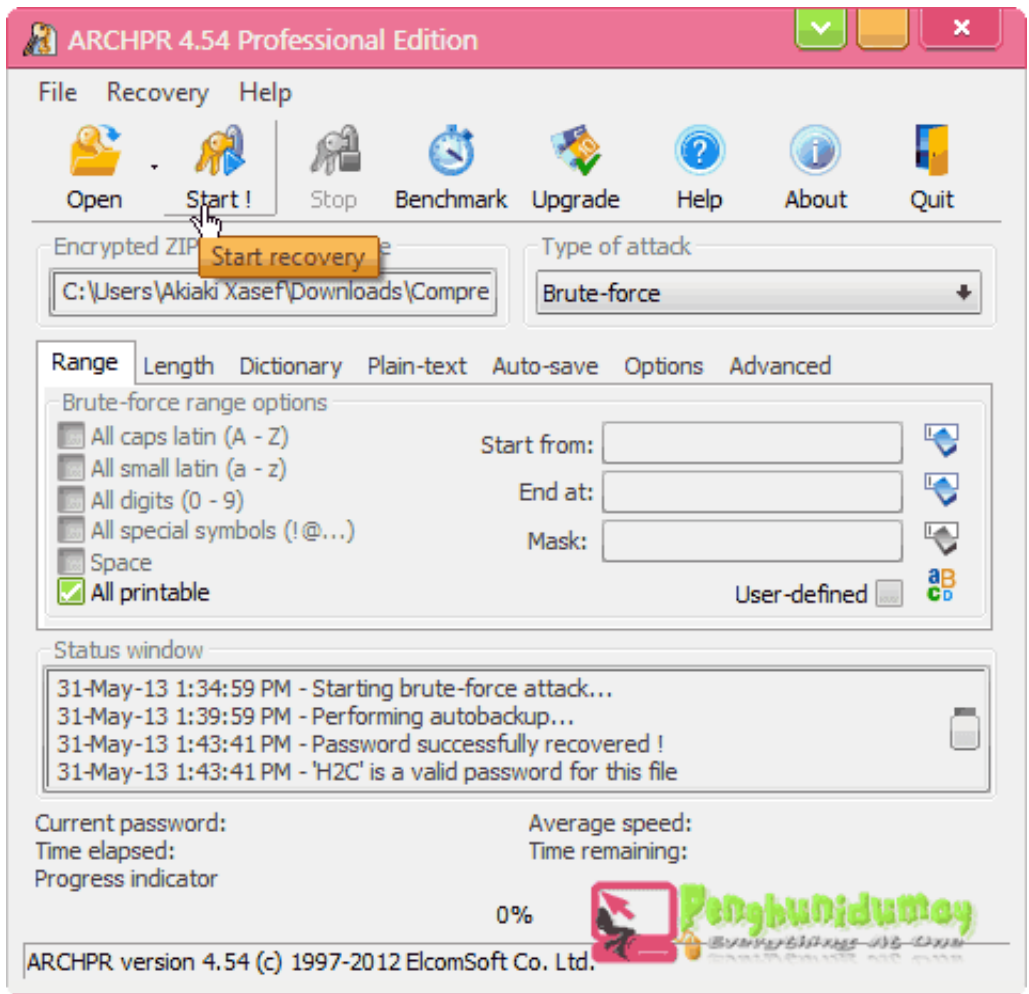 ARCHPR 4.54 Professional Edition
File Recovery Help
Open Start ! Stop Benchmark Upgrade Help About Quit
Encrypted ZIP e
Type of attack
Start recovery
C:\Users\Akiaki Xasef\Downloads\Compre
Brute-force
Range Length Dictionary Plain-text Auto-save Options Advanced
Brute-force range options
All caps latin (A - Z)
All small latin (a - z)
All digits (0 - 9)
All special symbols (!@...)
Space
All printable
Start from:
End at:
Mask:
User-defined
aBCD
Status window
31-May-13 1:34:59 PM - Starting brute-force attack...
31-May-13 1:39:59 PM - Performing autobackup...
31-May-13 1:43:41 PM - Password successfully recovered !
31-May-13 1:43:41 PM - 'H2C' is a valid password for this file
Current password:
Average speed:
Time elapsed:
Time remaining:
Progress indicator
0%
Penghunidumay
ARCHPR version 4.54 (c) 1997-2012 ElcomSoft Co. Ltd.